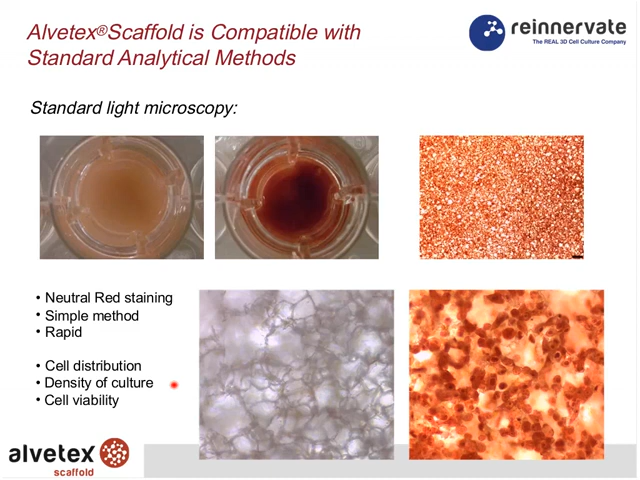 Alvetex®Scaffold is Compatible with
Standard Analytical Methods
reinnervate
The REAL 3D Cell Culture Company
Standard light microscopy:
• Neutral Red staining
• Simple method
• Rapid
• Cell distribution
• Density of culture
• Cell viability
alvetex
scaffold